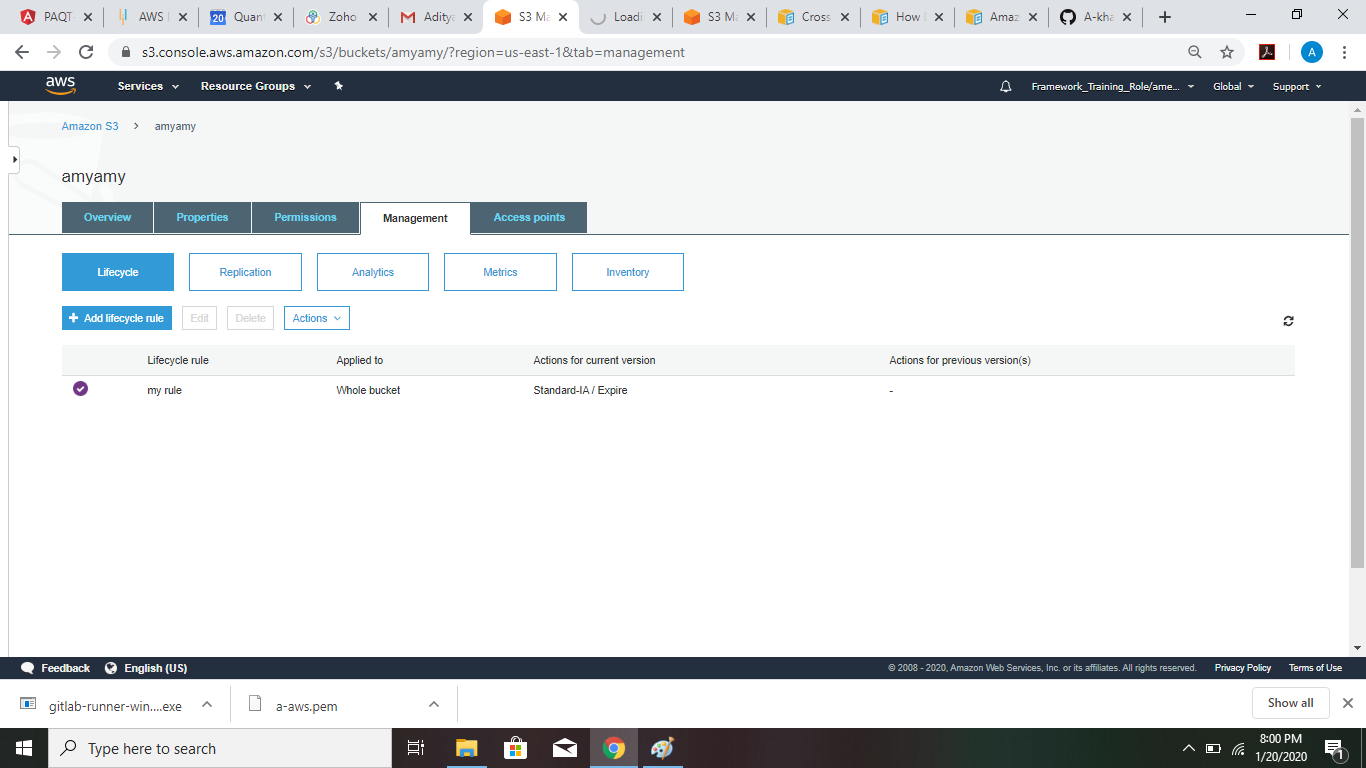 PAQT-
AWS
20
Quan
Zoho
Aditya
S3 Ma
Loadi
S3 Ma
Cross
How
Amaz
A-kha
s3.console.aws.amazon.com/s3/buckets/amyamy/?region=us-east-1&tab=management
A
aws
Services
Resource Groups
Framework_Training_Role/ame...
Global
Support
Amazon S3
amyamy
amyamy
Overview
Properties
Permissions
Management
Access points
Lifecycle
Replication
Analytics
Metrics
Inventory
+ Add lifecycle rule
Edit
Delete
Actions
Lifecycle rule
Applied to
Actions for current version
Actions for previous version(s)
my rule
Whole bucket
Standard-IA / Expire
-
Feedback
English (US)
© 2008 - 2020, Amazon Web Services, Inc. or its affiliates. All rights reserved.
Privacy Policy
Terms of Use
gitlab-runner-win....exe
a-aws.pem
Show all
Type here to search
8:00 PM
1/20/2020
1